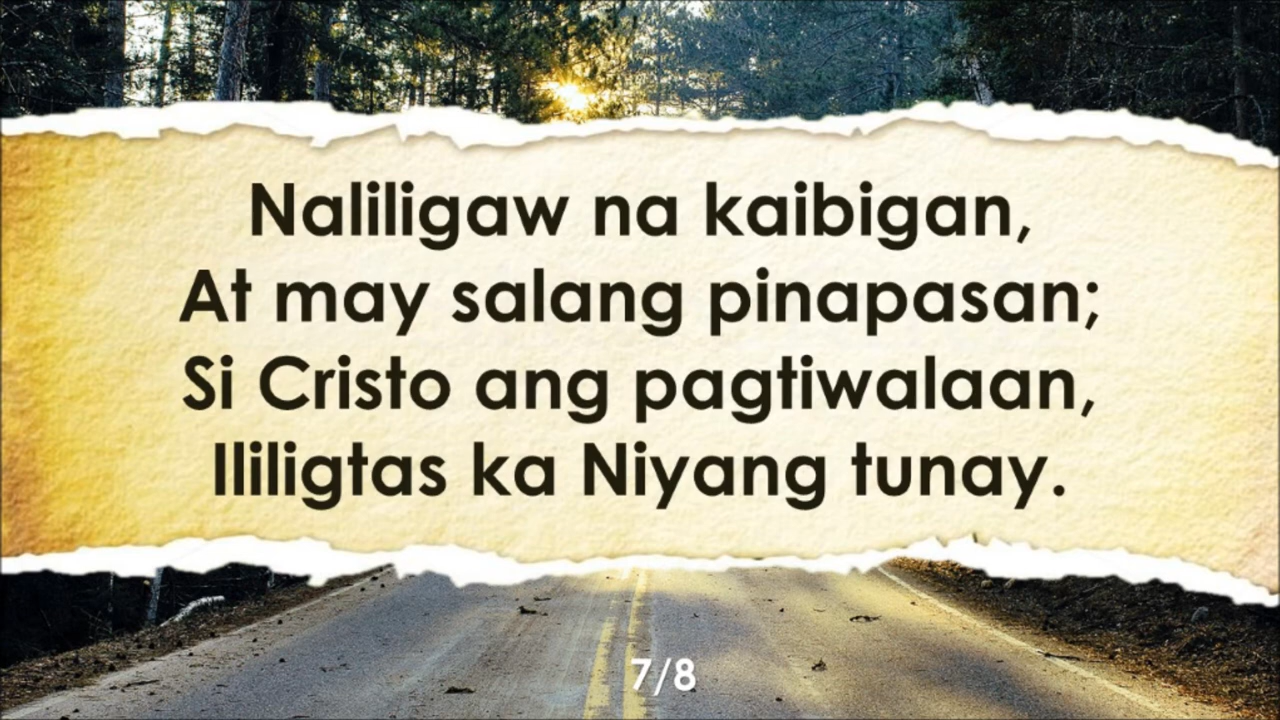 Naliligaw na kaibigan,
At may salang pinapasan;
Si Cristo ang pagtiwalaan,
Ililigtas ka Niyang tunay.
7/8